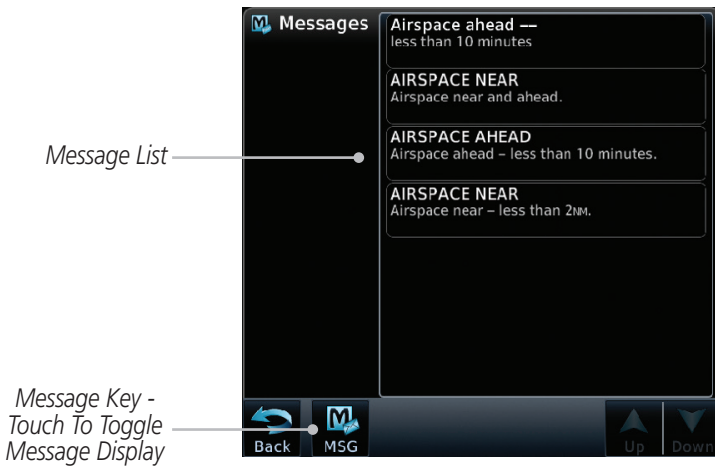 Messages
Airspace ahead ––
less than 10 minutes
AIRSPACE NEAR
Airspace near and ahead.
AIRSPACE AHEAD
Airspace ahead – less than 10 minutes.
AIRSPACE NEAR
Airspace near – less than 2NM.
Message List
Message Key -
Touch To Toggle
Message Display
Back
MSG
Up
Down